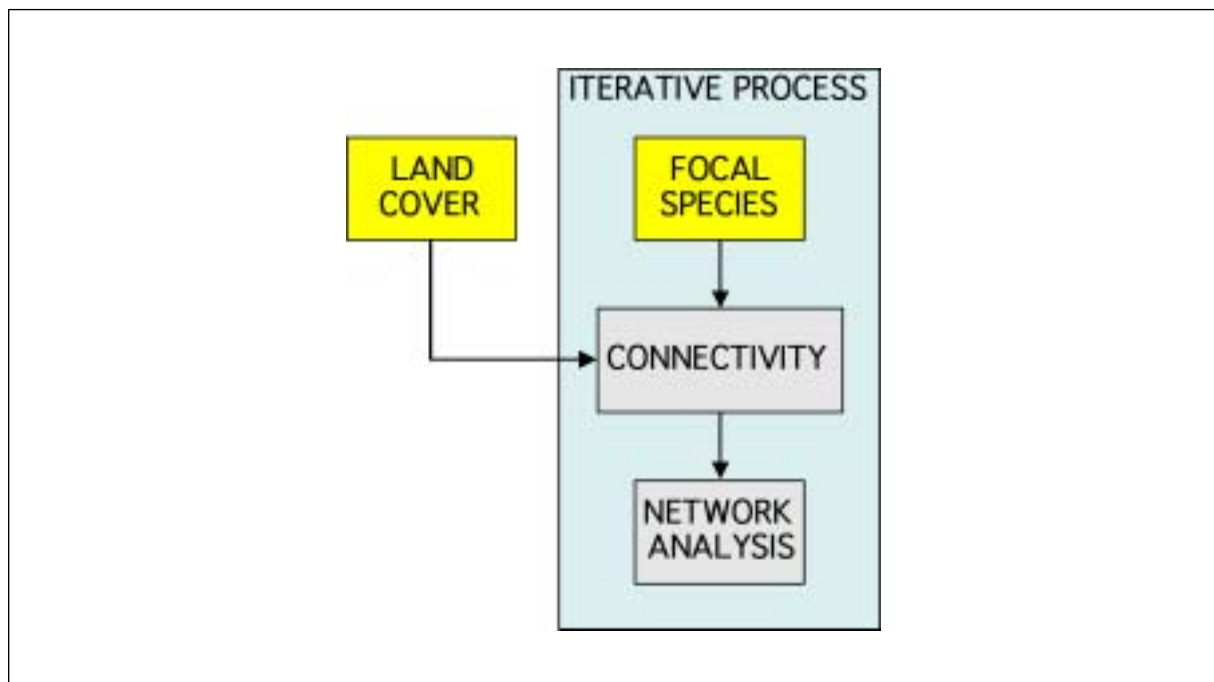 ITERATIVE PROCESS
LAND
COVER
FOCAL
SPECIES
CONNECTIVITY
NETWORK
ANALYSIS